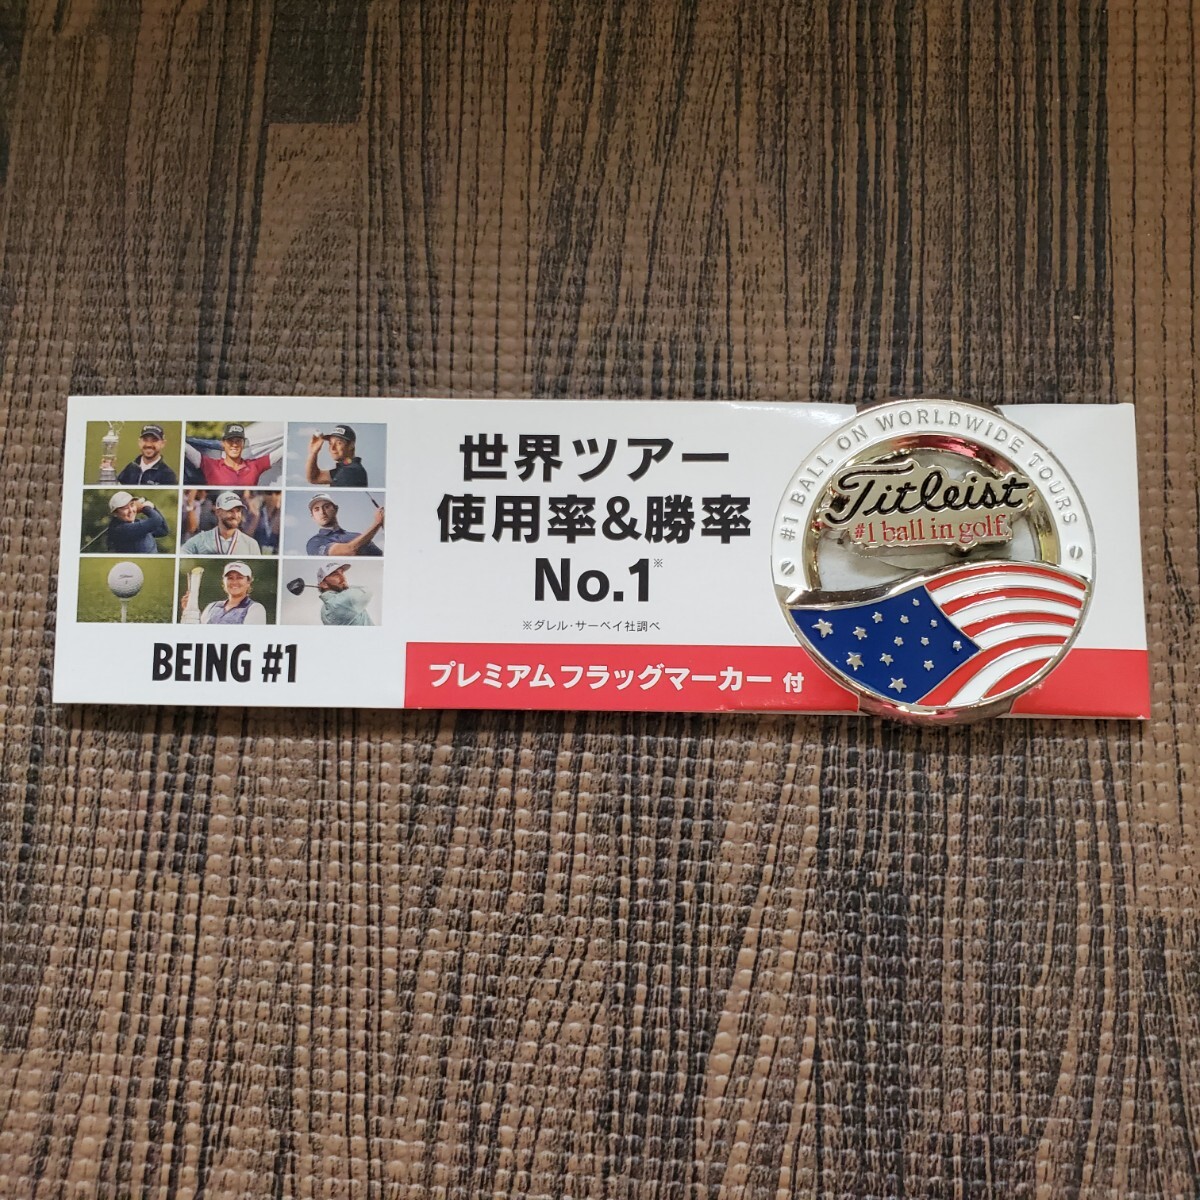 BEING #1
世界ツアー
使用率&勝率
No.1※
※ダレル・サーベイ社調べ
プレミアムフラッグマーカー 付
#1 BALL ON WORLDWIDE TOURS
Titleist
#1 ball in golf.